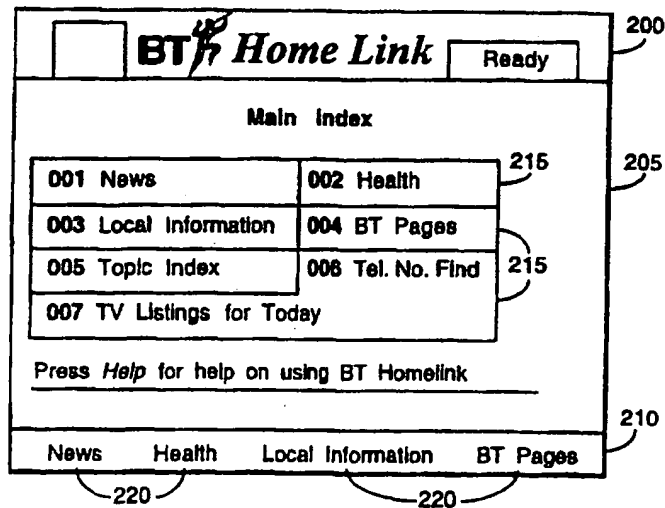 200
BT Home Link Ready
Main Index
205
001 News 002 Health 215
003 Local Information 004 BT Pages
005 Topic Index 006 Tel. No. Find 215
007 TV Listings for Today
Press Help for help on using BT Homelink
210
News Health Local Information BT Pages
220 220